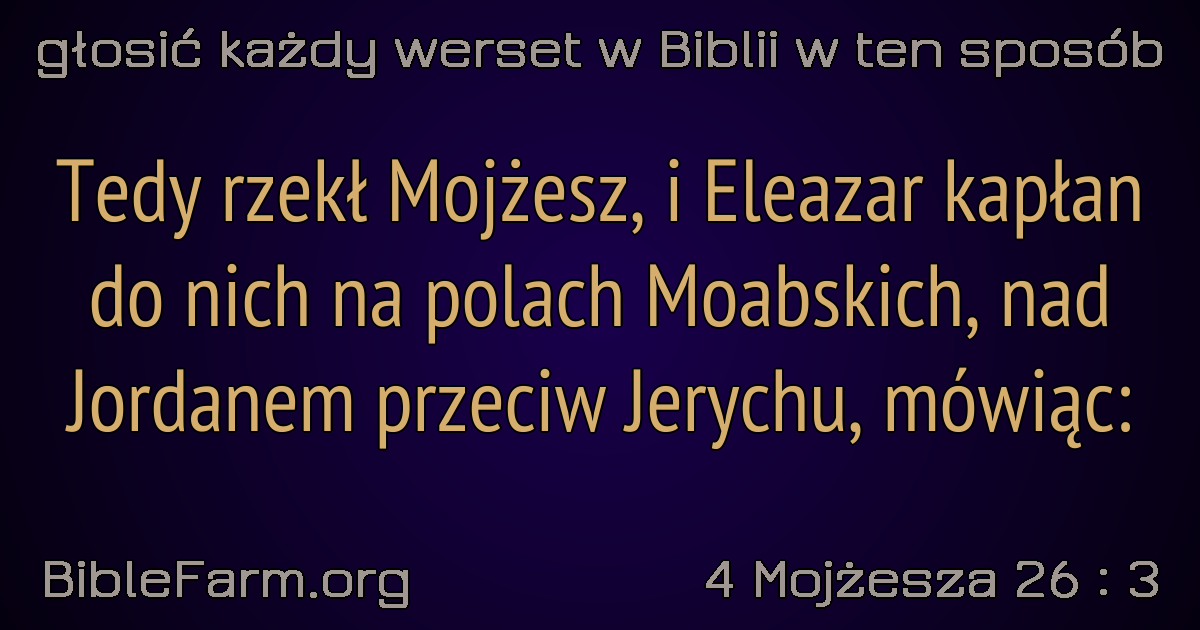 głosić każdy werset w Biblii w ten sposób
Tedy rzekł Mojżesz, i Eleazar kapłan
do nich na polach Moabskich, nad
Jordanem przeciw Jerychu, mówiąc:
BibleFarm.org
4 Mojżesza 26 : 3